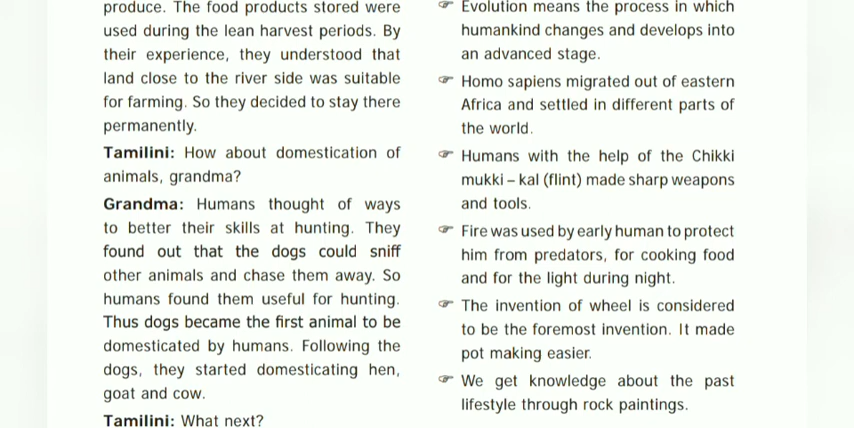 produce. The food products stored were
used during the lean harvest periods. By
their experience, they understood that
land close to the river side was suitable
for farming. So they decided to stay there
permanently.
Tamilini: How about domestication of
animals, grandma?
Grandma: Humans thought of ways
to better their skills at hunting. They
found out that the dogs could sniff
other animals and chase them away. So
humans found them useful for hunting.
Thus dogs became the first animal to be
domesticated by humans. Following the
dogs, they started domesticating hen,
goat and cow.
Tamilini: What next?
☞ Evolution means the process in which
humankind changes and develops into
an advanced stage.
☞ Homo sapiens migrated out of eastern
Africa and settled in different parts of
the world.
☞ Humans with the help of the Chikki
mukki – kal (flint) made sharp weapons
and tools.
☞ Fire was used by early human to protect
him from predators, for cooking food
and for the light during night.
☞ The invention of wheel is considered
to be the foremost invention. It made
pot making easier.
☞ We get knowledge about the past
lifestyle through rock paintings.